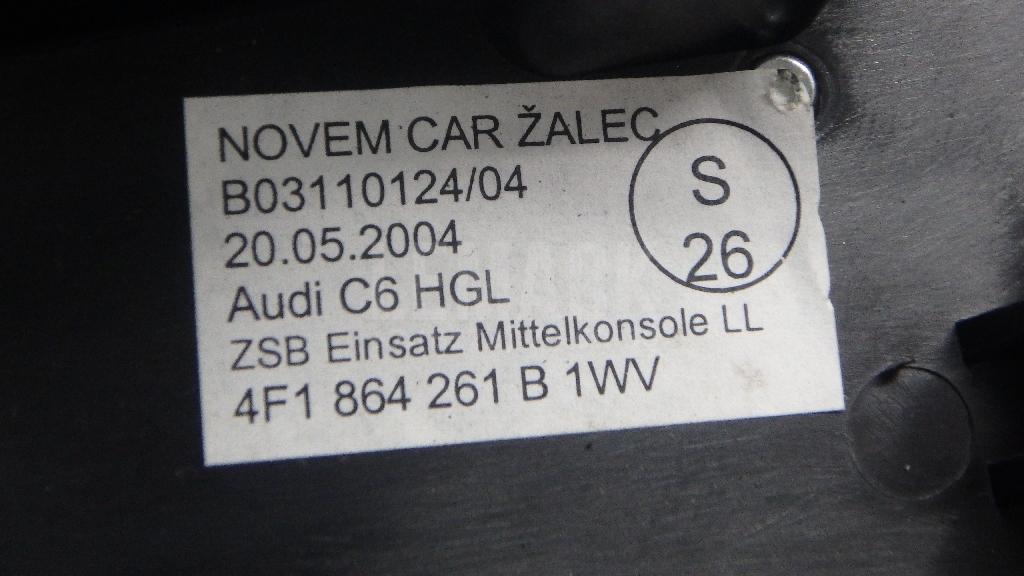 NOVEM CAR ŽALEC
B03110124/04
20.05.2004
Audi C6 HGL
ZSB Einsatz Mittelkonsole LL
4F1 864 261 B 1WV
S
26